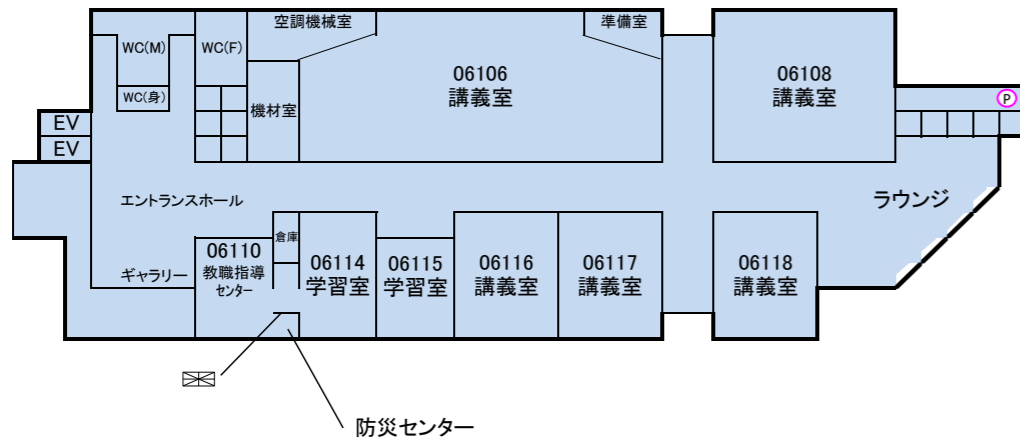 空調機械室
準備室
WC(M)
WC(F)
06106
講義室
06108
講義室
WC(身)
機材室
P
EV
EV
エントランスホール
ラウンジ
倉庫
06110
教職指導
センター
ギャラリー
06114
学習室
06115
学習室
06116
講義室
06117
講義室
06118
講義室
防災センター